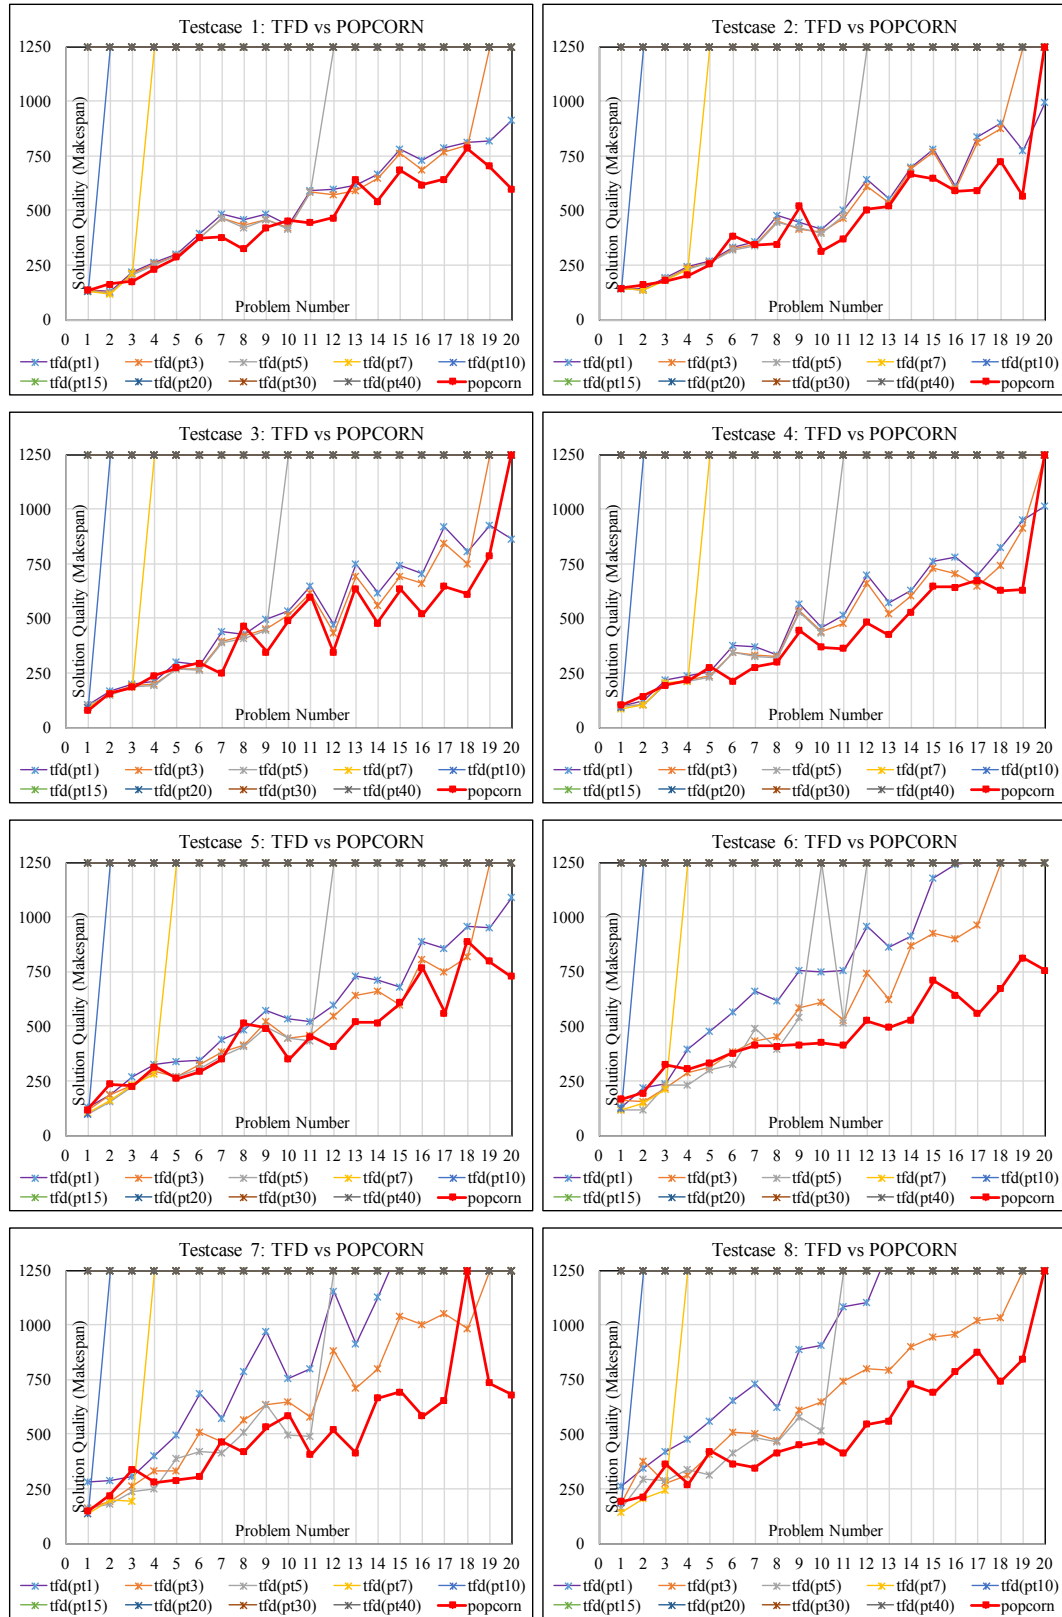 Testcase 1: TFD vs POPCORN
1250
1000
750
500
250
0
Solution Quality (Makespan)
Problem Number
0 1 2 3 4 5 6 7 8 9 10 11 12 13 14 15 16 17 18 19 20
tfd(pt1) tfd(pt3) tfd(pt5) tfd(pt7) tfd(pt10)
tfd(pt15) tfd(pt20) tfd(pt30) tfd(pt40) popcorn
Testcase 2: TFD vs POPCORN
1250
1000
750
500
250
0
Solution Quality (Makespan)
Problem Number
0 1 2 3 4 5 6 7 8 9 10 11 12 13 14 15 16 17 18 19 20
tfd(pt1) tfd(pt3) tfd(pt5) tfd(pt7) tfd(pt10)
tfd(pt15) tfd(pt20) tfd(pt30) tfd(pt40) popcorn
Testcase 3: TFD vs POPCORN
1250
1000
750
500
250
0
Solution Quality (Makespan)
Problem Number
0 1 2 3 4 5 6 7 8 9 10 11 12 13 14 15 16 17 18 19 20
tfd(pt1) tfd(pt3) tfd(pt5) tfd(pt7) tfd(pt10)
tfd(pt15) tfd(pt20) tfd(pt30) tfd(pt40) popcorn
Testcase 4: TFD vs POPCORN
1250
1000
750
500
250
0
Solution Quality (Makespan)
Problem Number
0 1 2 3 4 5 6 7 8 9 10 11 12 13 14 15 16 17 18 19 20
tfd(pt1) tfd(pt3) tfd(pt5) tfd(pt7) tfd(pt10)
tfd(pt15) tfd(pt20) tfd(pt30) tfd(pt40) popcorn
Testcase 5: TFD vs POPCORN
1250
1000
750
500
250
0
Solution Quality (Makespan)
Problem Number
0 1 2 3 4 5 6 7 8 9 10 11 12 13 14 15 16 17 18 19 20
tfd(pt1) tfd(pt3) tfd(pt5) tfd(pt7) tfd(pt10)
tfd(pt15) tfd(pt20) tfd(pt30) tfd(pt40) popcorn
Testcase 6: TFD vs POPCORN
1250
1000
750
500
250
0
Solution Quality (Makespan)
Problem Number
0 1 2 3 4 5 6 7 8 9 10 11 12 13 14 15 16 17 18 19 20
tfd(pt1) tfd(pt3) tfd(pt5) tfd(pt7) tfd(pt10)
tfd(pt15) tfd(pt20) tfd(pt30) tfd(pt40) popcorn
Testcase 7: TFD vs POPCORN
1250
1000
750
500
250
0
Solution Quality (Makespan)
Problem Number
0 1 2 3 4 5 6 7 8 9 10 11 12 13 14 15 16 17 18 19 20
tfd(pt1) tfd(pt3) tfd(pt5) tfd(pt7) tfd(pt10)
tfd(pt15) tfd(pt20) tfd(pt30) tfd(pt40) popcorn
Testcase 8: TFD vs POPCORN
1250
1000
750
500
250
0
Solution Quality (Makespan)
Problem Number
0 1 2 3 4 5 6 7 8 9 10 11 12 13 14 15 16 17 18 19 20
tfd(pt1) tfd(pt3) tfd(pt5) tfd(pt7) tfd(pt10)
tfd(pt15) tfd(pt20) tfd(pt30) tfd(pt40) popcorn